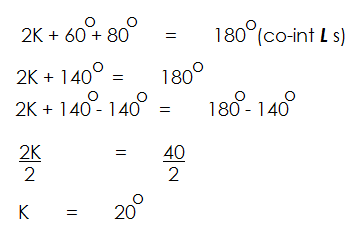 2K + 60° + 80° = 180° (co-int L s)
2K + 140° = 180°
2K + 140° - 140° = 180° - 140°
2K = 40
2 2
K = 20°